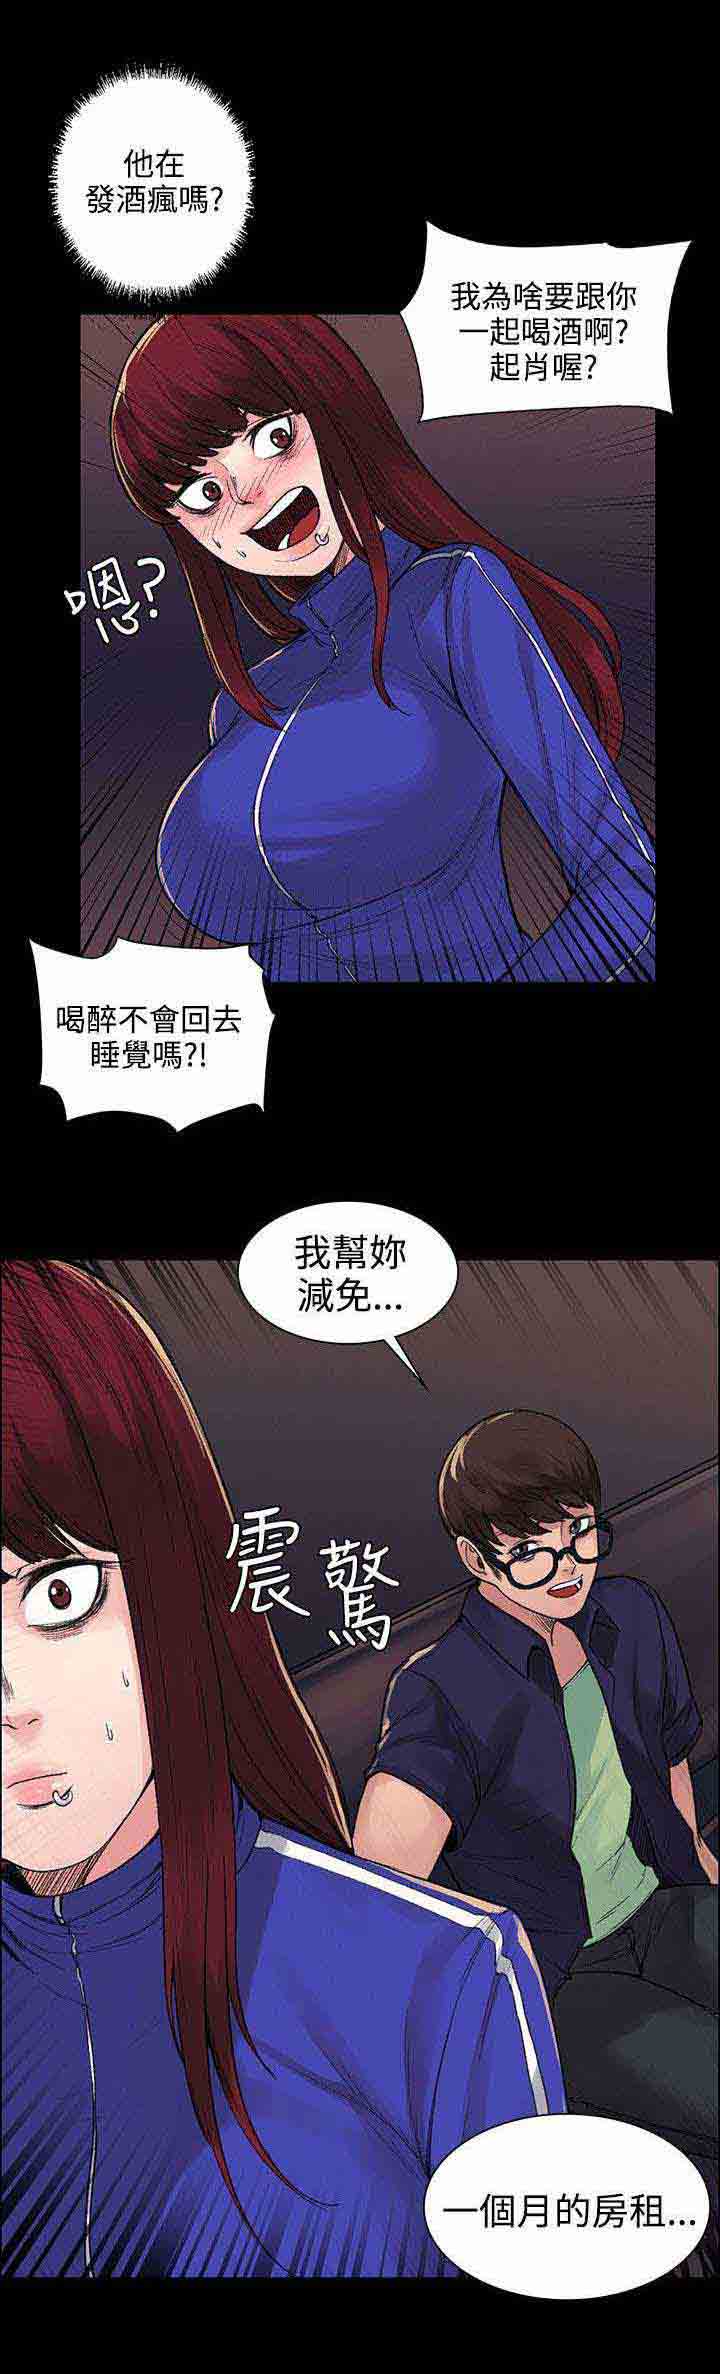 他在
發酒瘋嗎?
我為啥要跟你
一起喝酒啊?
起肖喔?
嗯?
喝醉不會回去
睡覺嗎?!
我幫妳
減免...
震驚
一個月的房租...